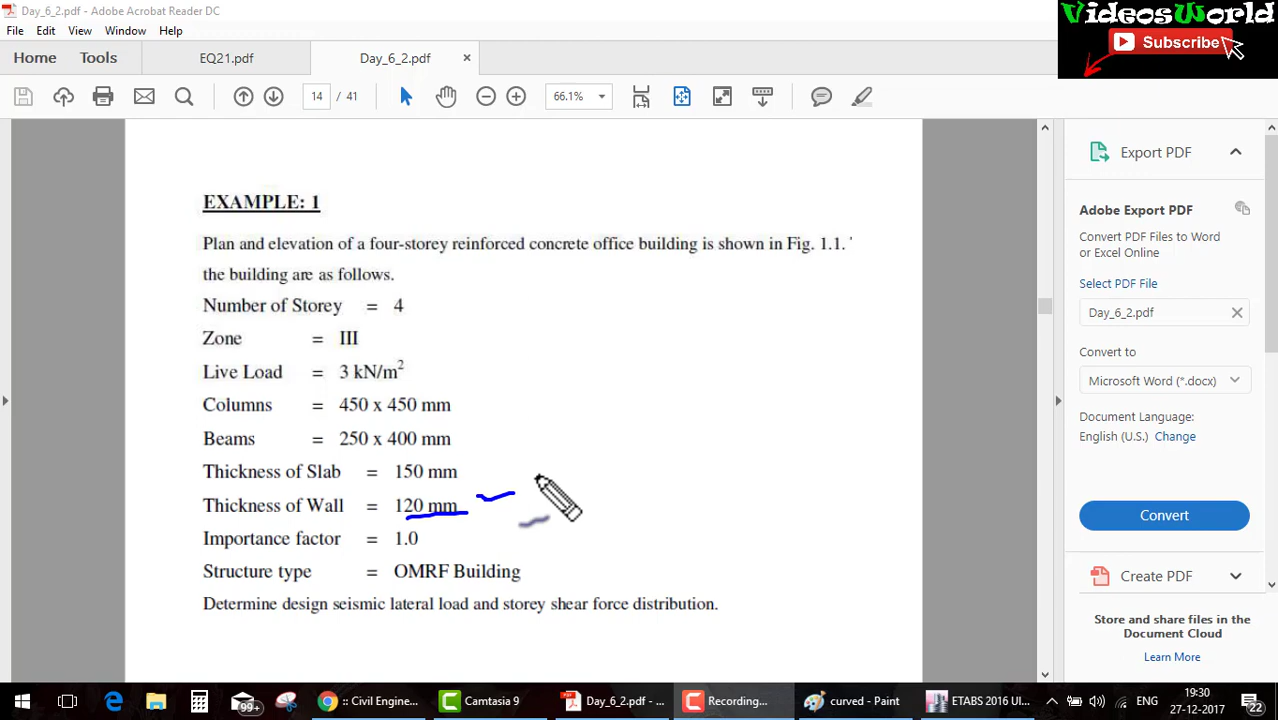 Day_6_2.pdf - Adobe Acrobat Reader DC
VideosWorld
Subscribe
File Edit View Window Help
Home Tools EQ21.pdf Day_6_2.pdf ×
14 / 41 66.1%
Export PDF
Adobe Export PDF
Convert PDF Files to Word
or Excel Online
Select PDF File
Day_6_2.pdf
Convert to
Microsoft Word (*.docx)
Document Language:
English (U.S.) Change
Convert
Create PDF
Store and share files in the
Document Cloud
Learn More
EXAMPLE: 1
Plan and elevation of a four-storey reinforced concrete office building is shown in Fig. 1.1.
the building are as follows.
Number of Storey = 4
Zone = III
Live Load = 3 kN/m²
Columns = 450 x 450 mm
Beams = 250 x 400 mm
Thickness of Slab = 150 mm
Thickness of Wall = 120 mm
Importance factor = 1.0
Structure type = OMRF Building
Determine design seismic lateral load and storey shear force distribution.
99+ :: Civil Engine... Camtasia 9 Day_6_2.pdf - ... Recording... curved - Paint ETABS 2016 Ul... ENG 19:30
27-12-2017 22